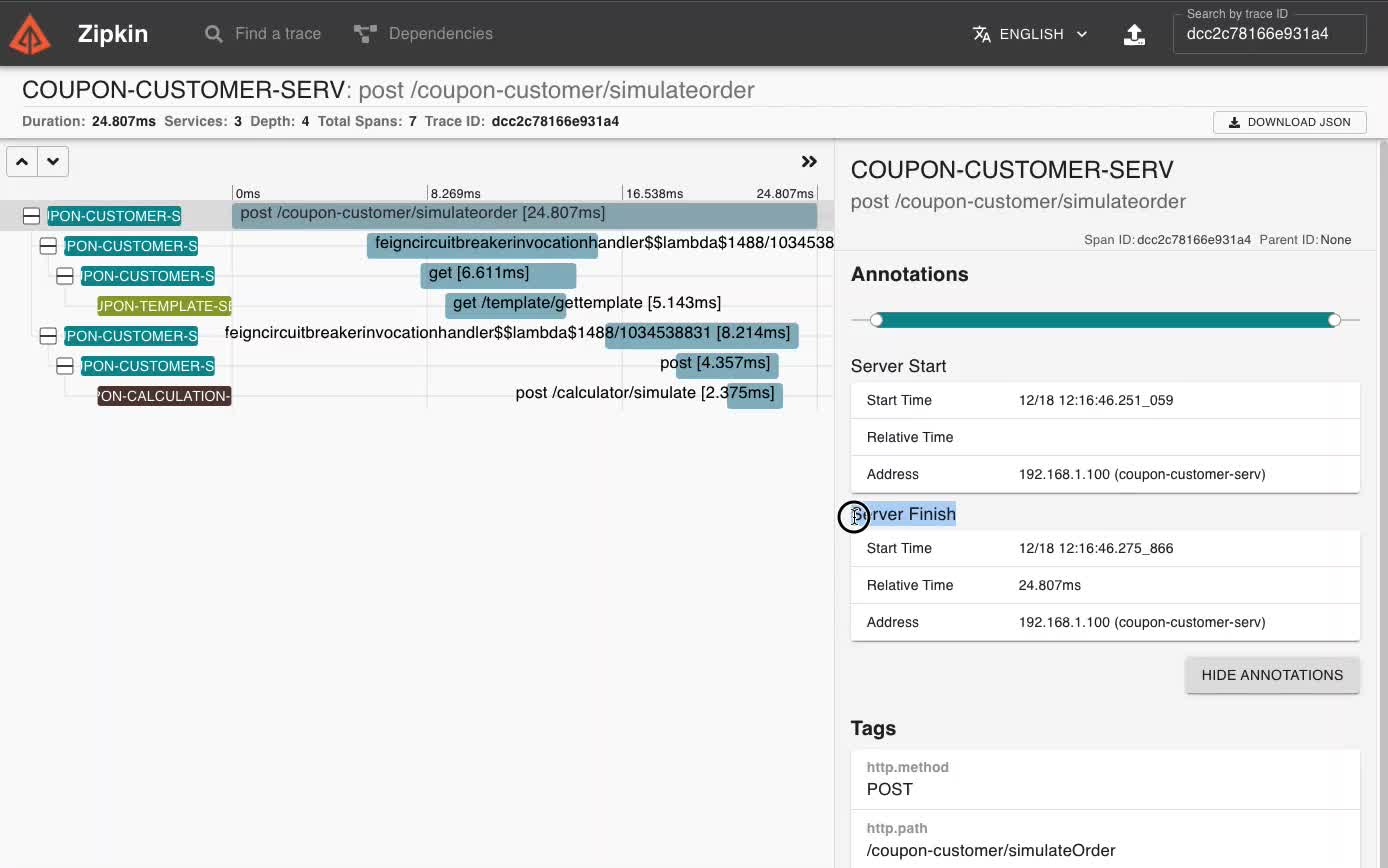 Zipkin
Find a trace
Dependencies
ENGLISH
Search by trace ID
dcc2c78166e931a4
COUPON-CUSTOMER-SERV: post /coupon-customer/simulateorder
Duration: 24.807ms Services: 3 Depth: 4 Total Spans: 7 Trace ID: dcc2c78166e931a4
DOWNLOAD JSON
0ms 8.269ms 16.538ms 24.807ms
PON-CUSTOMER-S post /coupon-customer/simulateorder [24.807ms]
PON-CUSTOMER-S feigncircuitbreakerinvocationhandler$$lambda$1488/1034538
PON-CUSTOMER-S get [6.611ms]
UPON-TEMPLATE-SE get /template/gettemplate [5.143ms]
PON-CUSTOMER-S feigncircuitbreakerinvocationhandler$$lambda$1488/1034538831 [8.214ms]
PON-CUSTOMER-S post [4.357ms]
PON-CALCULATION- post /calculator/simulate [2.375ms]
COUPON-CUSTOMER-SERV
post /coupon-customer/simulateorder
Span ID: dcc2c78166e931a4 Parent ID: None
Annotations
Server Start
Start Time 12/18 12:16:46.251_059
Relative Time
Address 192.168.1.100 (coupon-customer-serv)
Server Finish
Start Time 12/18 12:16:46.275_866
Relative Time 24.807ms
Address 192.168.1.100 (coupon-customer-serv)
HIDE ANNOTATIONS
Tags
http.method
POST
http.path
/coupon-customer/simulateOrder